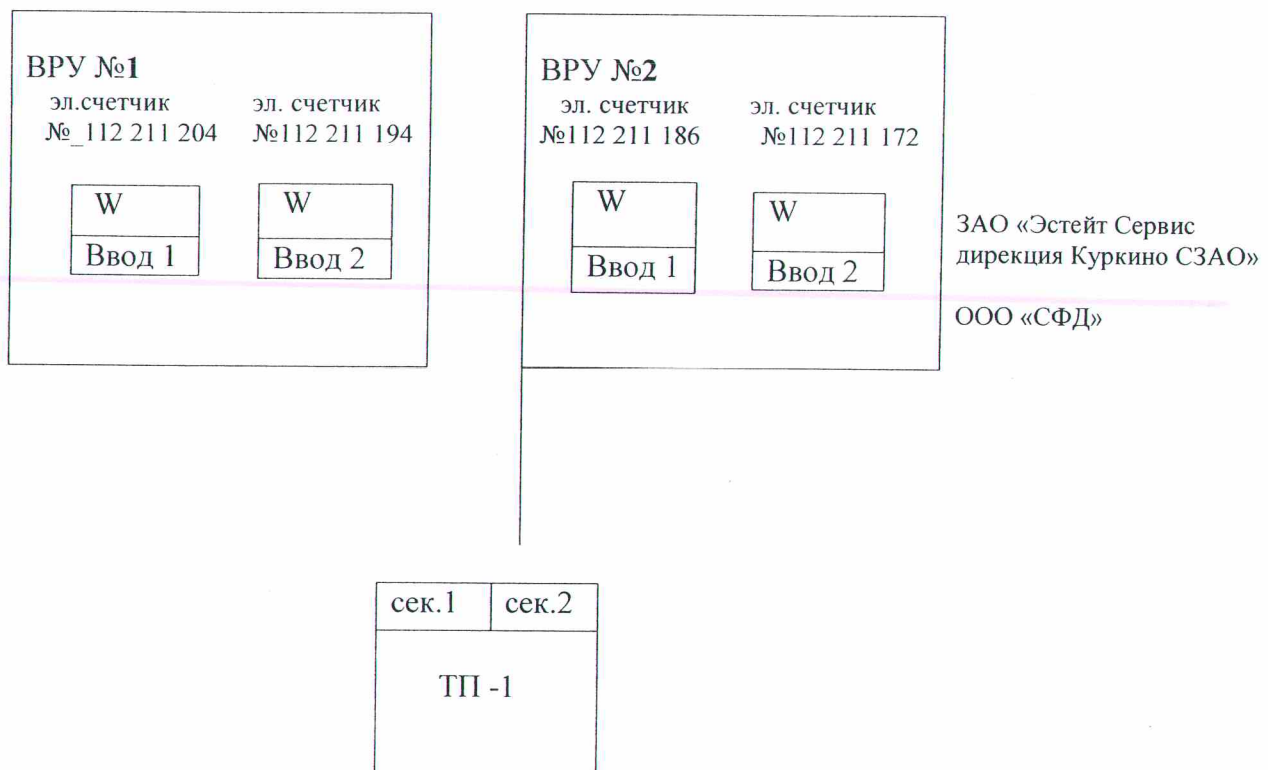 ВРУ №1
эл.счетчик
№_112 211 204
эл. счетчик
№112 211 194
W
Ввод 1
W
Ввод 2
ВРУ №2
эл. счетчик
№112 211 186
эл. счетчик
№112 211 172
W
Ввод 1
W
Ввод 2
ЗАО «Эстейт Сервис
дирекция Куркино СЗАО»
ООО «СФД»
сек.1
сек.2
ТП -1